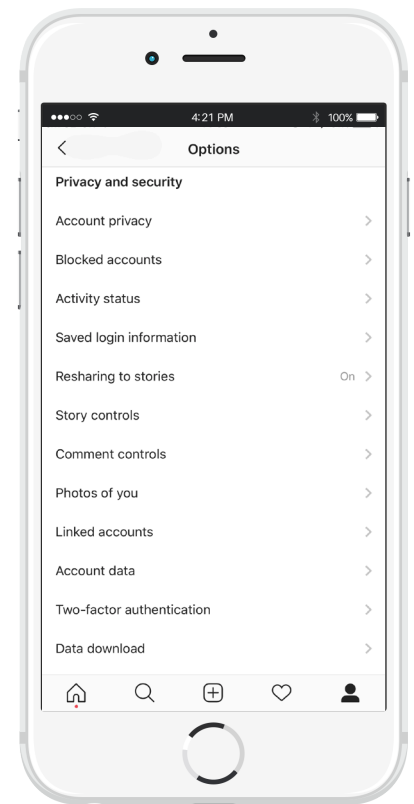 4:21 PM
100%
Options
Privacy and security
Account privacy
Blocked accounts
Activity status
Saved login information
Resharing to stories On
Story controls
Comment controls
Photos of you
Linked accounts
Account data
Two-factor authentication
Data download